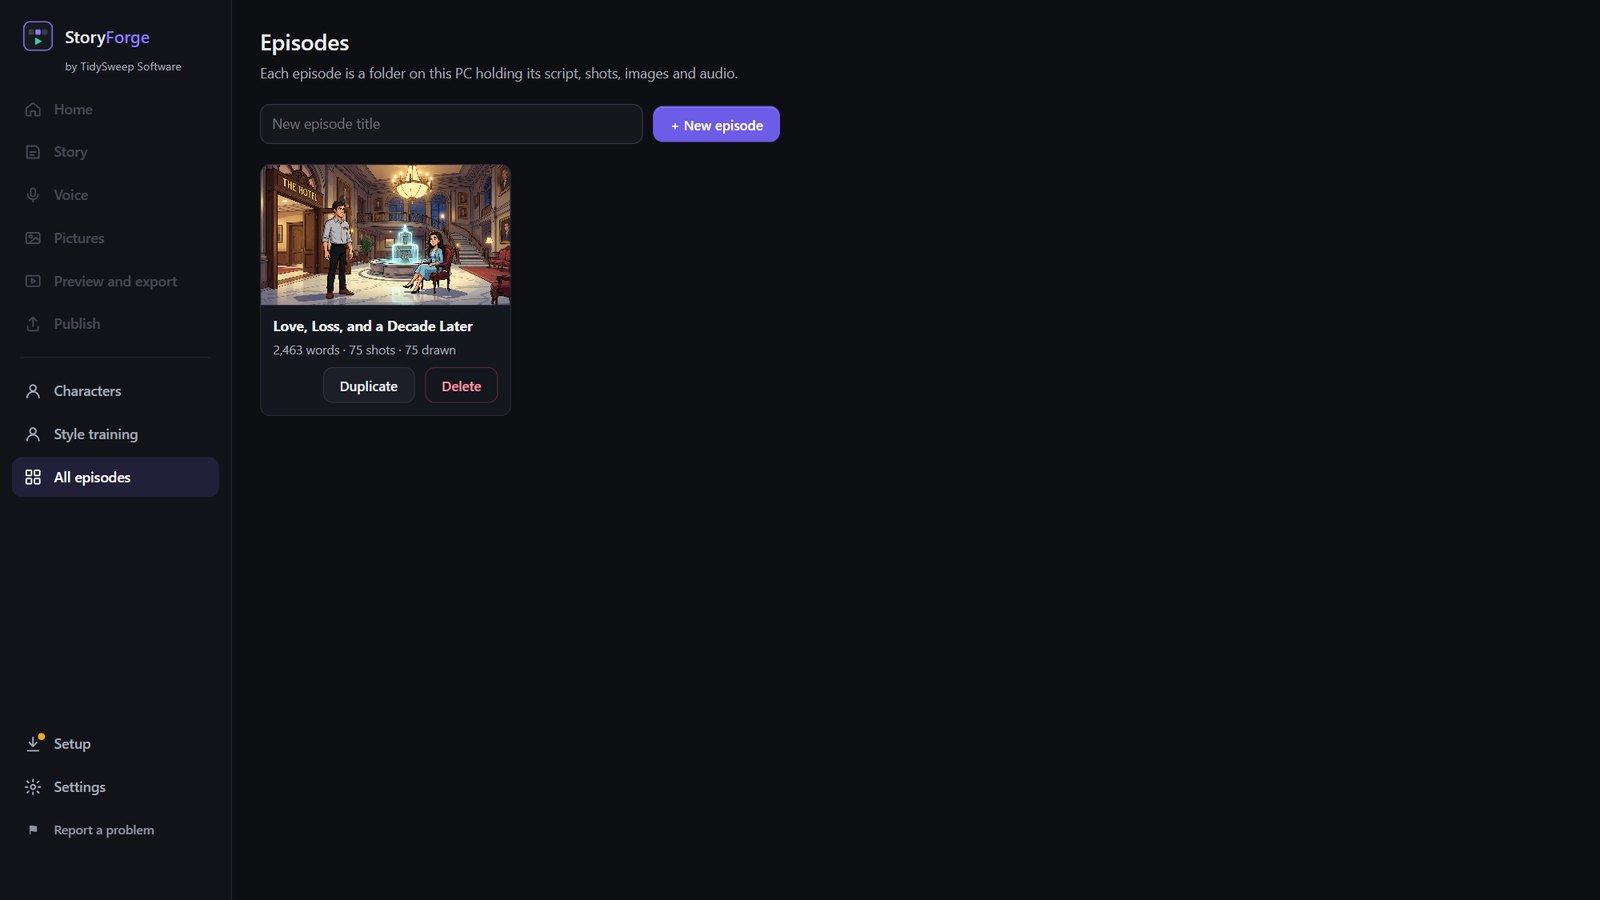 StoryForge
by TidySweep Software
Home
Story
Voice
Pictures
Preview and export
Publish
Characters
Style training
All episodes
Setup
Settings
Report a problem
Episodes
Each episode is a folder on this PC holding its script, shots, images and audio.
New episode title
+ New episode
THE HOTEL
Love, Loss, and a Decade Later
2,463 words · 75 shots · 75 drawn
Duplicate
Delete